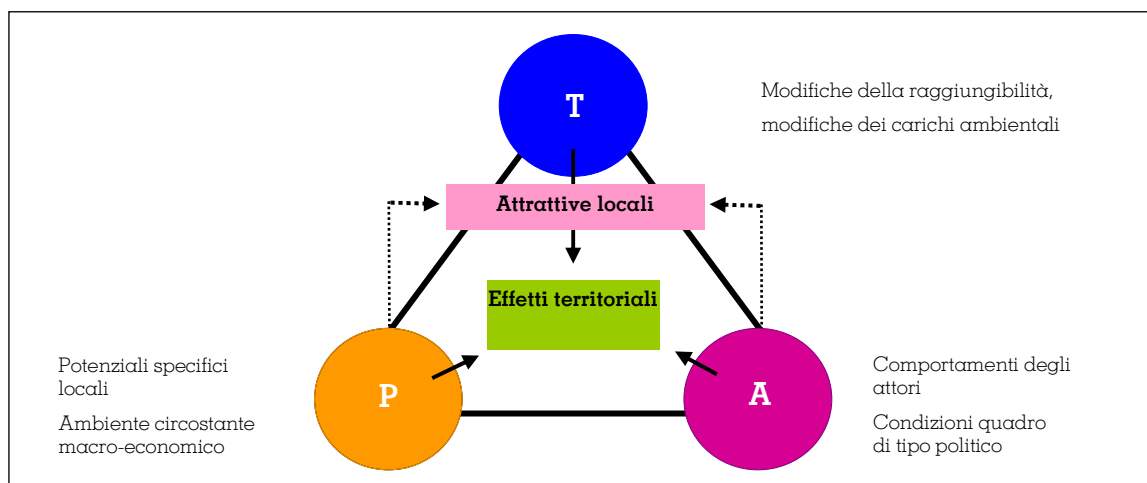 T
Modifiche della raggiungibilità,
modifiche dei carichi ambientali
Attrattive locali
Effetti territoriali
Potenziali specifici
locali
Ambiente circostante
macro-economico
P
A
Comportamenti degli
attori
Condizioni quadro
di tipo politico